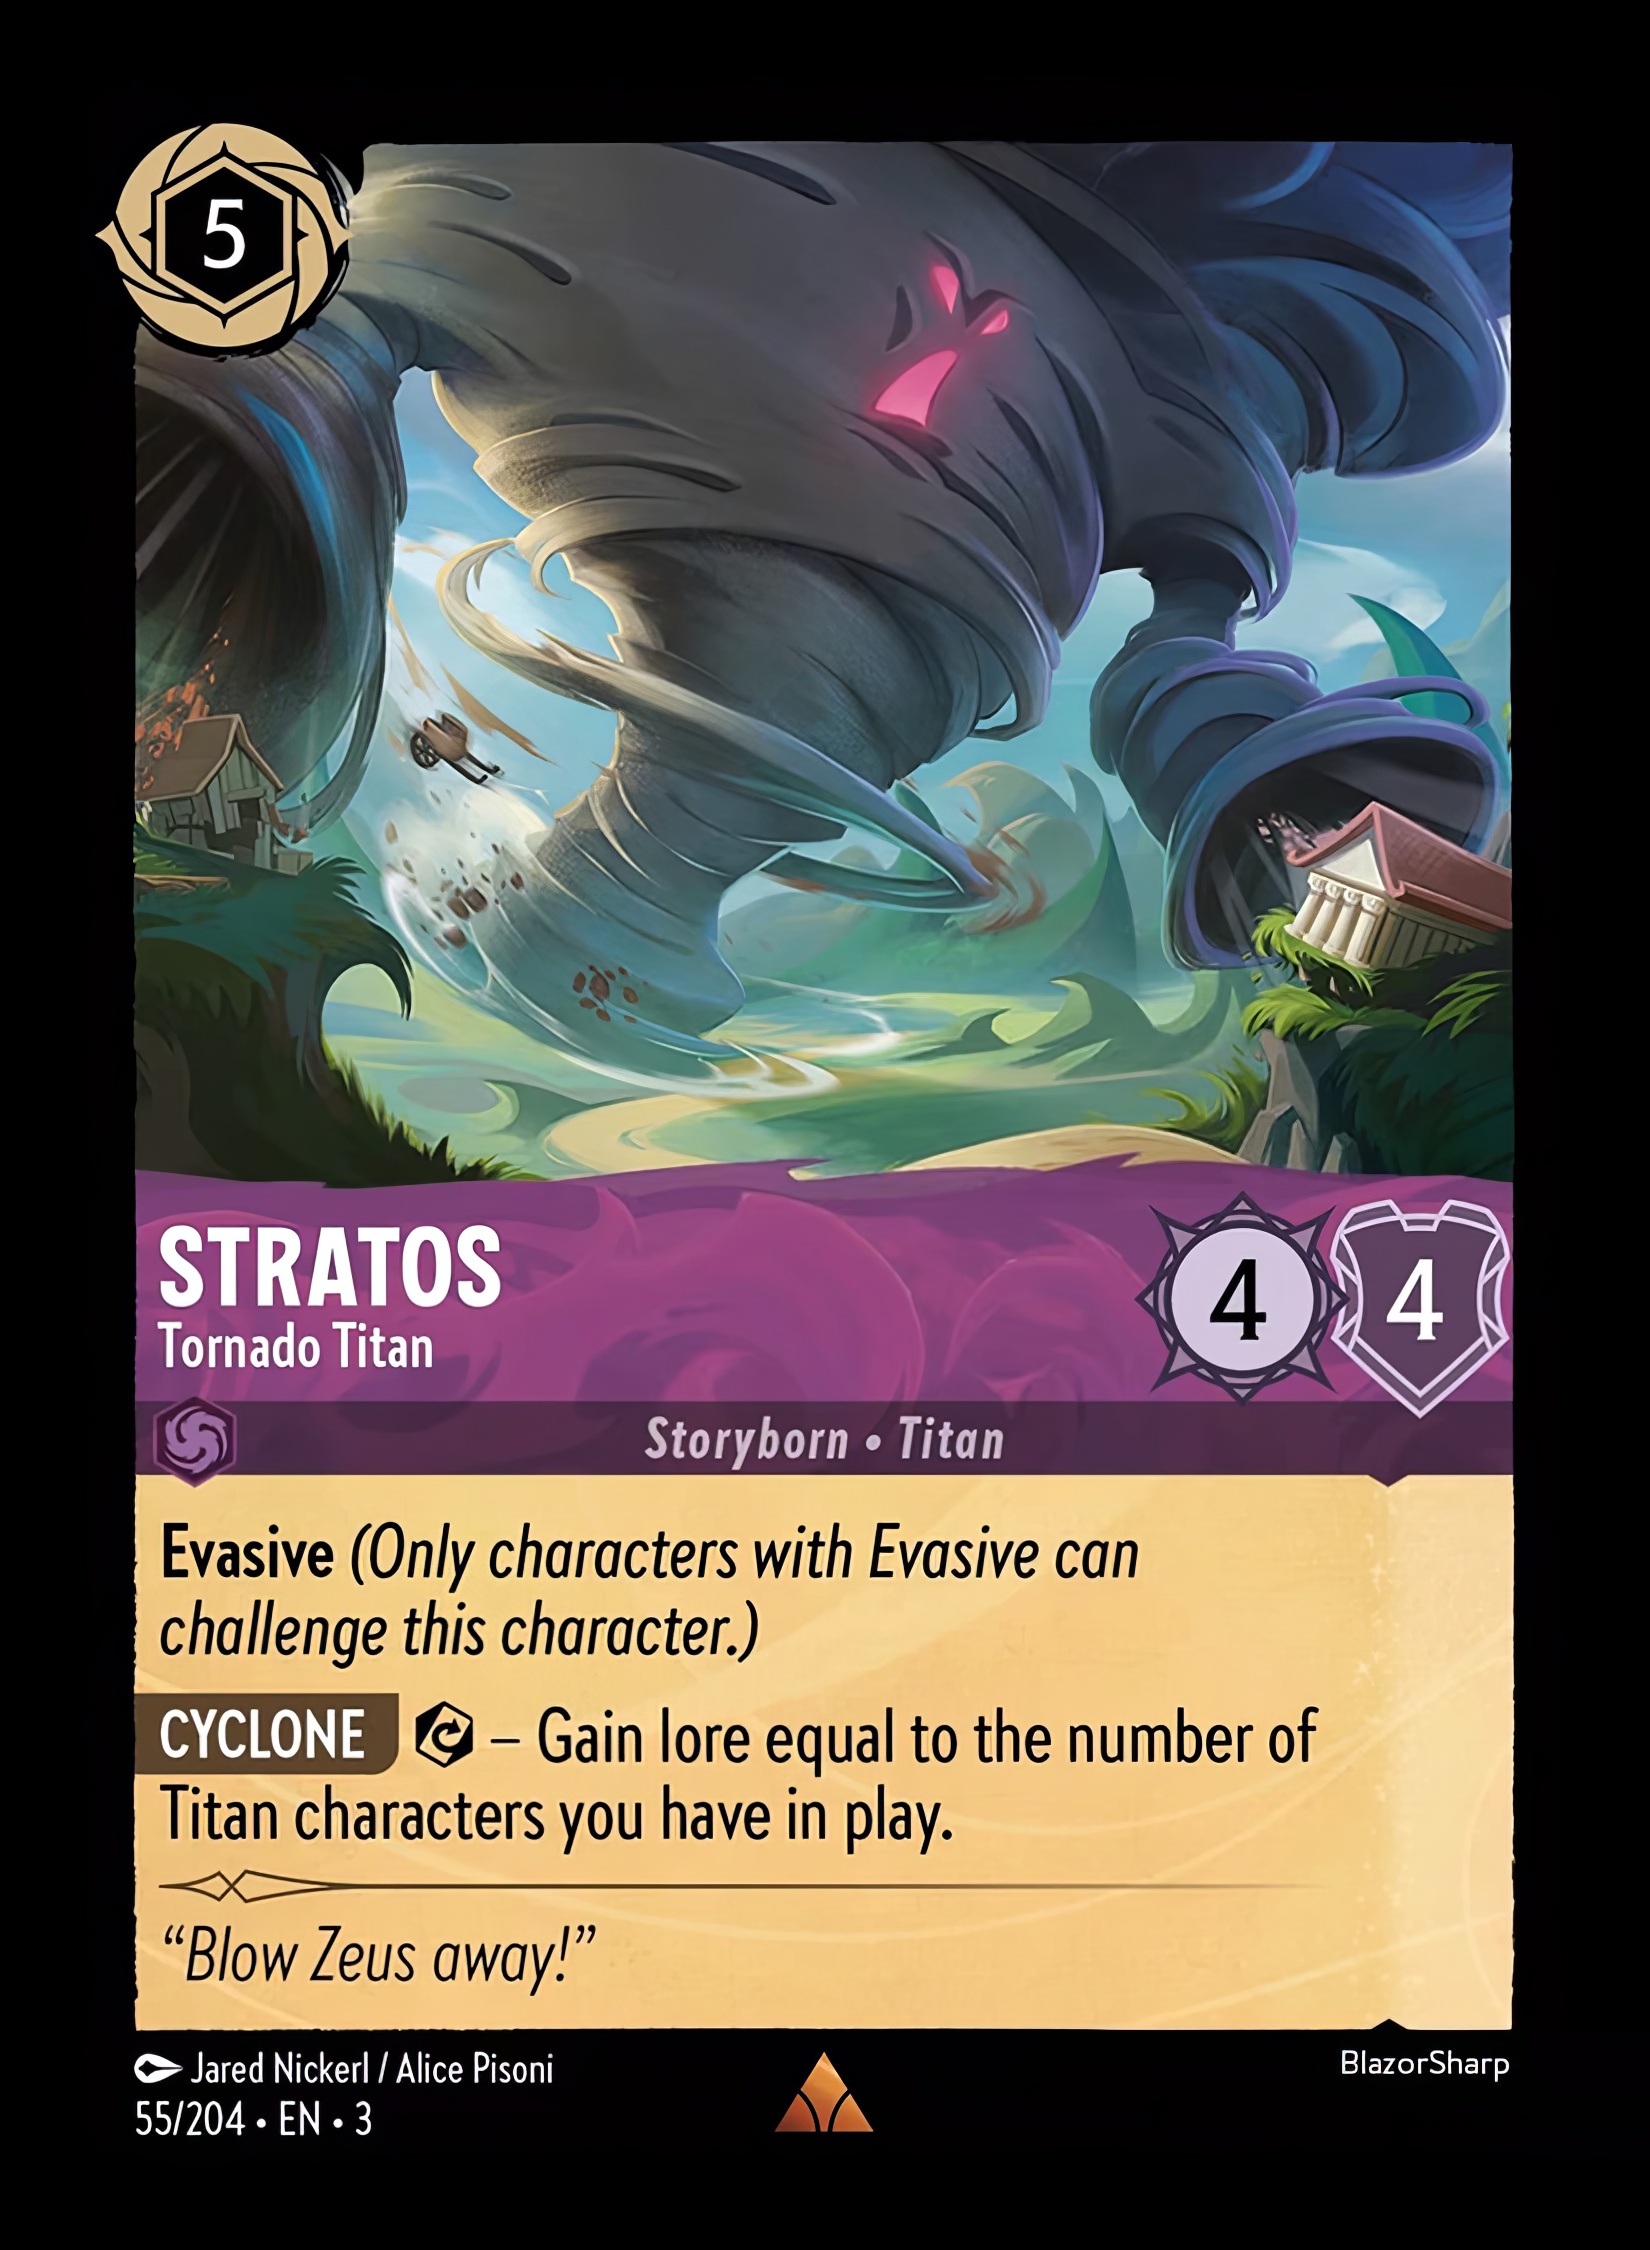 5
STRATOS
Tornado Titan
4 4
Storyborn • Titan
Evasive (Only characters with Evasive can
challenge this character.)
CYCLONE – Gain lore equal to the number of
Titan characters you have in play.
“Blow Zeus away!”
Jared Nickerl / Alice Pisoni
BlazorSharp
55/204 • EN • 3